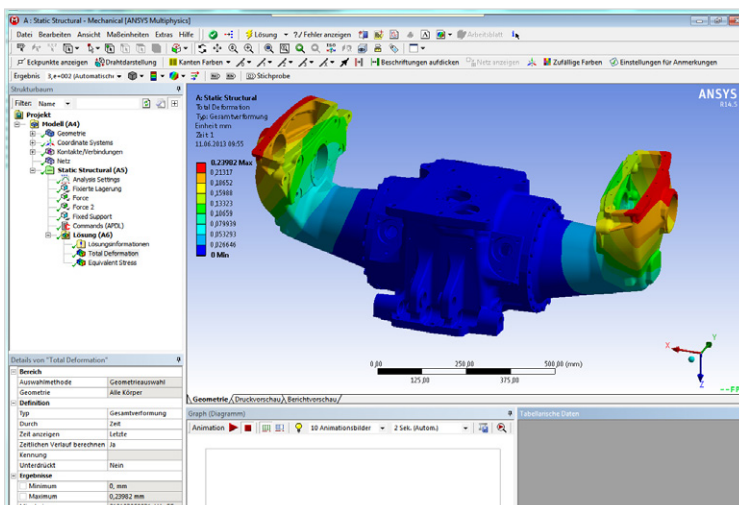 A : Static Structural - Mechanical [ANSYS Multiphysics]
Datei Bearbeiten Ansicht Maßeinheiten Extras Hilfe Lösung ?/ Fehler anzeigen A Arbeitsblatt
Eckpunkte anzeigen Drahtdarstellung Kanten Farben Beschriftungen aufdicken Netz anzeigen Zufällige Farben Einstellungen für Anmerkungen
Ergebnis 3,e+002 (Automatisch) Stichprobe
Strukturbaum
Filter: Name
Projekt
Modell (A4)
Geometrie
Coordinate Systems
Kontakte/Verbindungen
Netz
Static Structural (A5)
Analysis Settings
Fixierte Lagerung
Force
Force 2
Fixed Support
Commands (APDL)
Lösung (A6)
Lösungsinformationen
Total Deformation
Equivalent Stress
A: Static Structural
Total Deformation
Typ: Gesamtverformung
Einheit: mm
Zeit: 1
11.06.2013 09:55
0.23982 Max
0,21317
0,18652
0,15988
0,13323
0,10659
0,079939
0,053293
0,026646
0 Min
ANSYS
R14.5
0,00 250,00 500,00 (mm)
125,00 375,00
X Y Z
Geometrie Druckvorschau Berichtvorschau
Details von "Total Deformation"
Bereich
Auswahlmethode Geometrieauswahl
Geometrie Alle Körper
Definition
Typ Gesamtverformung
Durch Zeit
Zeit anzeigen Letzte
Zeitlichen Verlauf berechnen Ja
Kennung
Unterdrückt Nein
Ergebnisse
Minimum 0, mm
Maximum 0,23982 mm
Graph (Diagramm)
Animation 10 Animationsbilder 2 Sek. (Autom.)
Tabellarische Daten